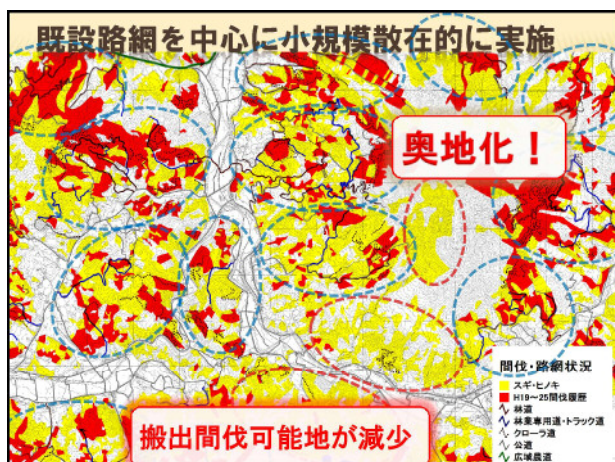 既設路網を中心に小規模散在的に実施
奥地化！
間伐・路網状況
スギ・ヒノキ
H19～25間伐履歴
林道
林業専用道・トラック道
クローラ道
公道
広域農道
搬出間伐可能地が減少